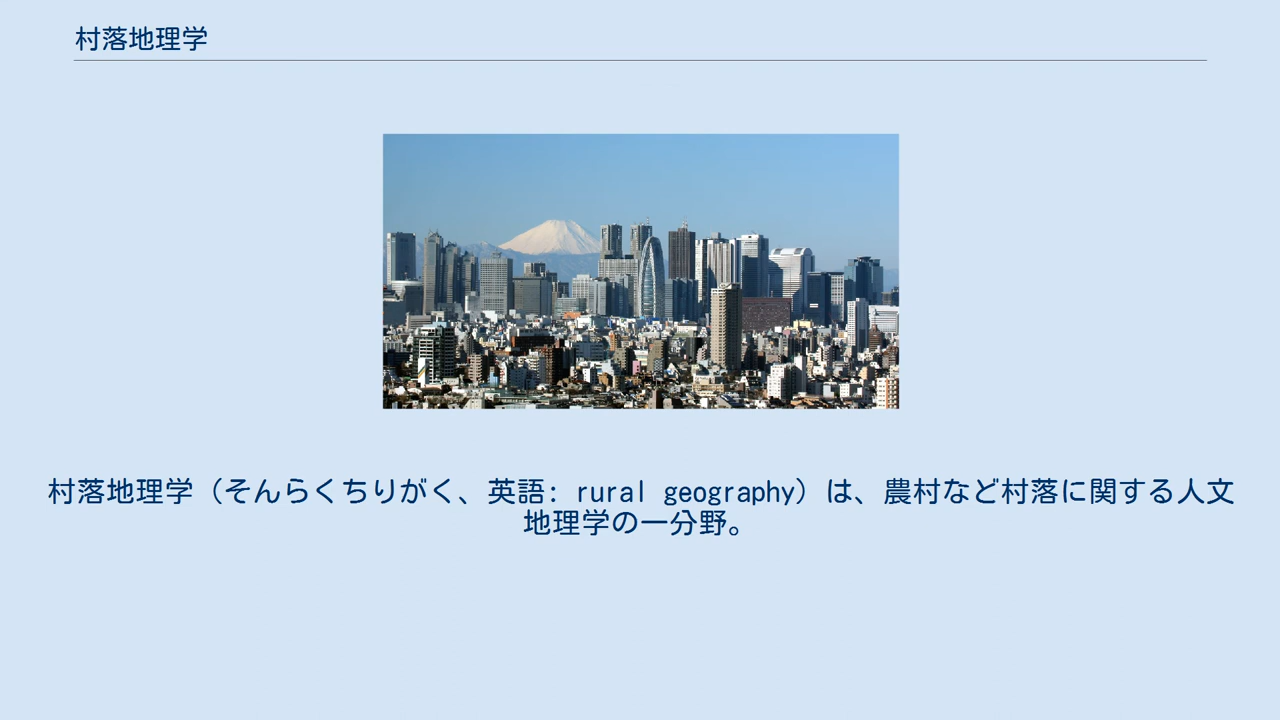 村落地理学
村落地理学（そんらくちりがく、英語: rural geography）は、農村など村落に関する人文
地理学の一分野。